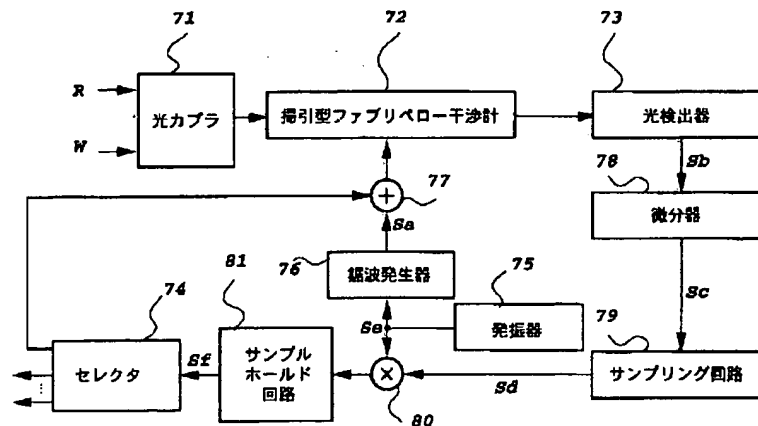 71
72
73
R
W
光カプラ
掃引型ファブリペロー干渉計
光検出器
Sb
78
77
+
Sa
微分器
76
鋸波発生器
81
75
Sc
74
Se
発振器
79
セレクタ
Sf
サンプル
ホールド
回路
×
80
Sd
サンプリング回路